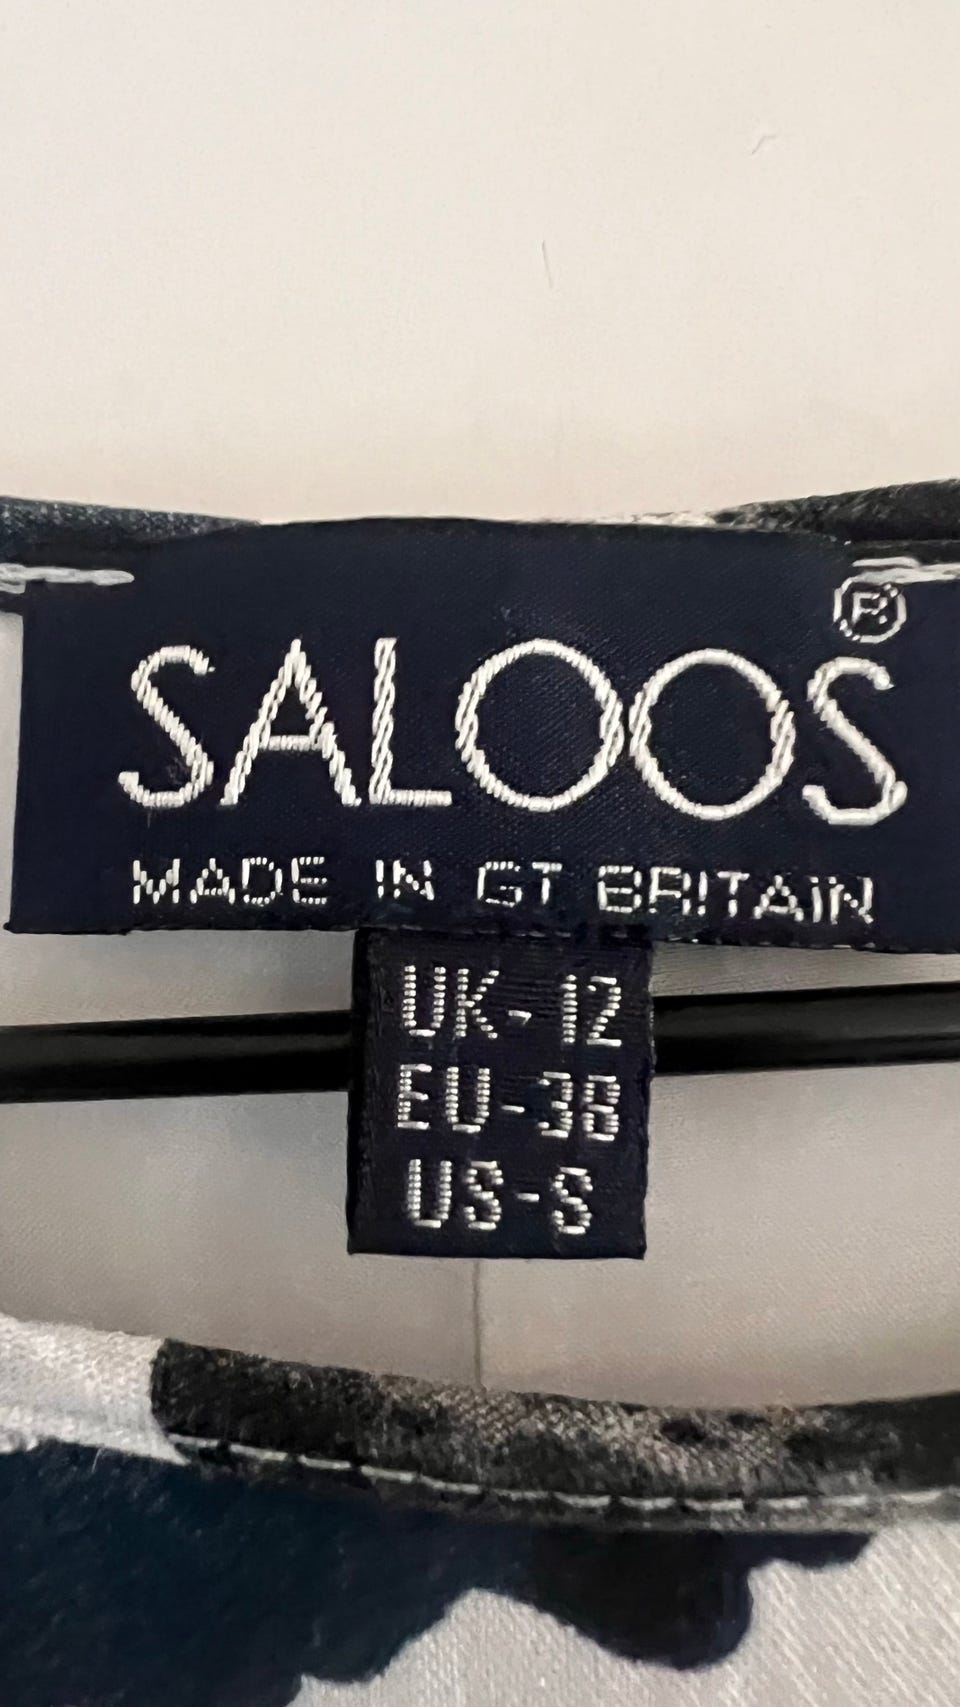 SALOOS®
MADE IN GT BRITAIN
UK-12
EU-38
US-S